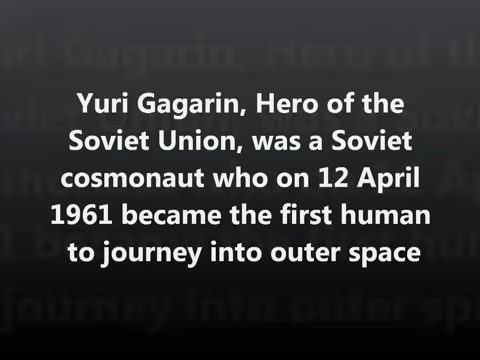 Yuri Gagarin, Hero of the
Soviet Union, was a Soviet
cosmonaut who on 12 April
1961 became the first human
to journey into outer space